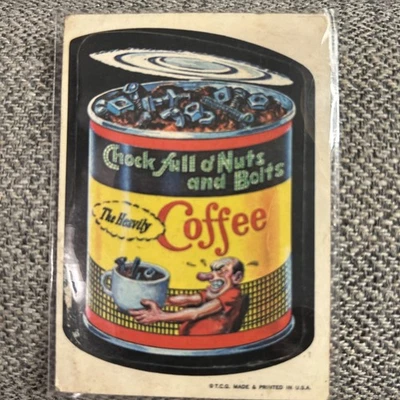 Chock full o' Nuts
and Bolts
The Heavily
Coffee
© T.C.G. MADE & PRINTED IN U.S.A.